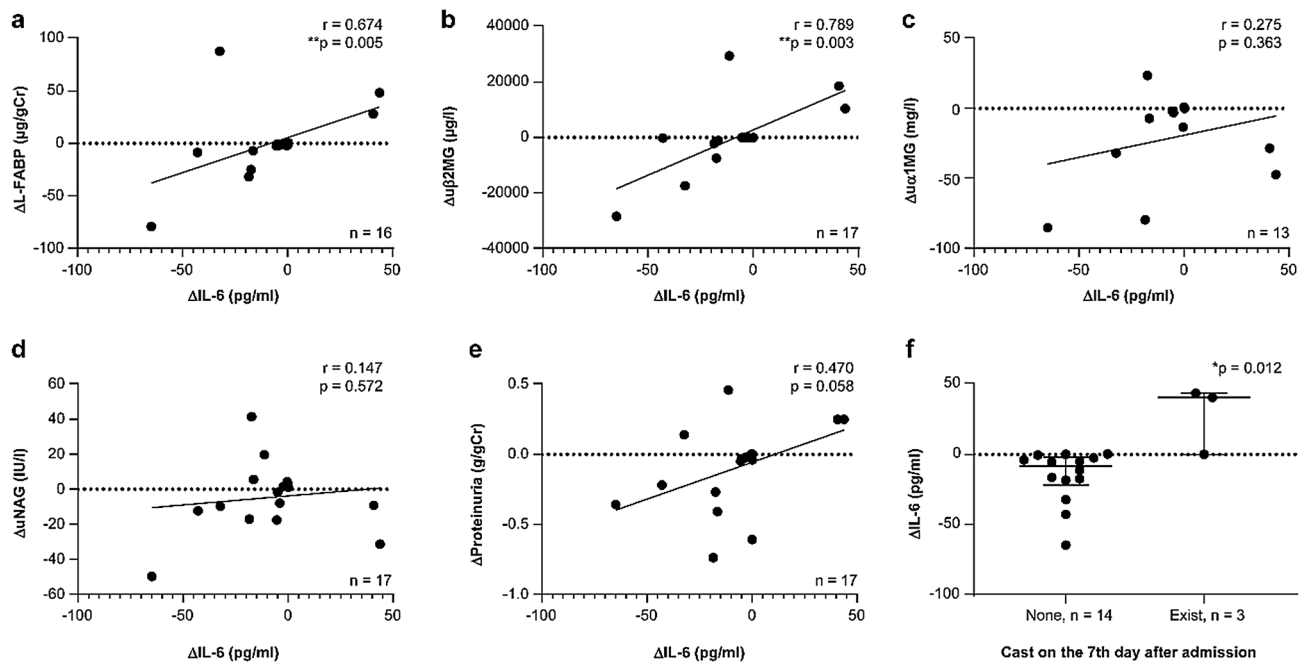 a
r = 0.674
**p = 0.005
100
50
0
-50
-100
ΔL-FABP (μg/gCr)
n = 16
-100
-50
0
50
ΔIL-6 (pg/ml)
b
r = 0.789
**p = 0.003
40000
20000
0
-20000
-40000
Δuβ2MG (μg/l)
n = 17
-100
-50
0
50
ΔIL-6 (pg/ml)
c
r = 0.275
p = 0.363
50
0
-50
-100
Δuα1MG (mg/l)
n = 13
-100
-50
0
50
ΔIL-6 (pg/ml)
d
r = 0.147
p = 0.572
60
40
20
0
-20
-40
-60
ΔuNAG (IU/l)
n = 17
-100
-50
0
50
ΔIL-6 (pg/ml)
e
r = 0.470
p = 0.058
0.5
0.0
-0.5
-1.0
ΔProteinuria (g/gCr)
n = 17
-100
-50
0
50
ΔIL-6 (pg/ml)
f
*p = 0.012
50
0
-50
-100
ΔIL-6 (pg/ml)
None, n = 14
Exist, n = 3
Cast on the 7th day after admission